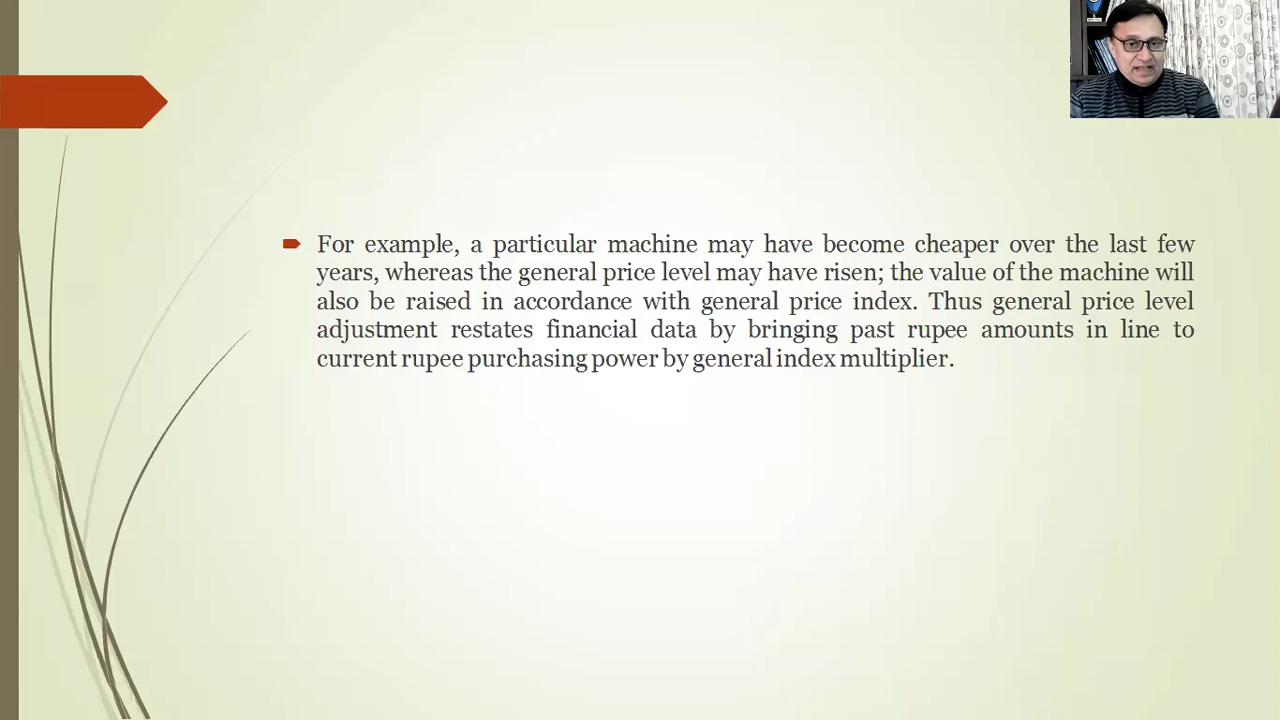 For example, a particular machine may have become cheaper over the last few
years, whereas the general price level may have risen; the value of the machine will
also be raised in accordance with general price index. Thus general price level
adjustment restates financial data by bringing past rupee amounts in line to
current rupee purchasing power by general index multiplier.